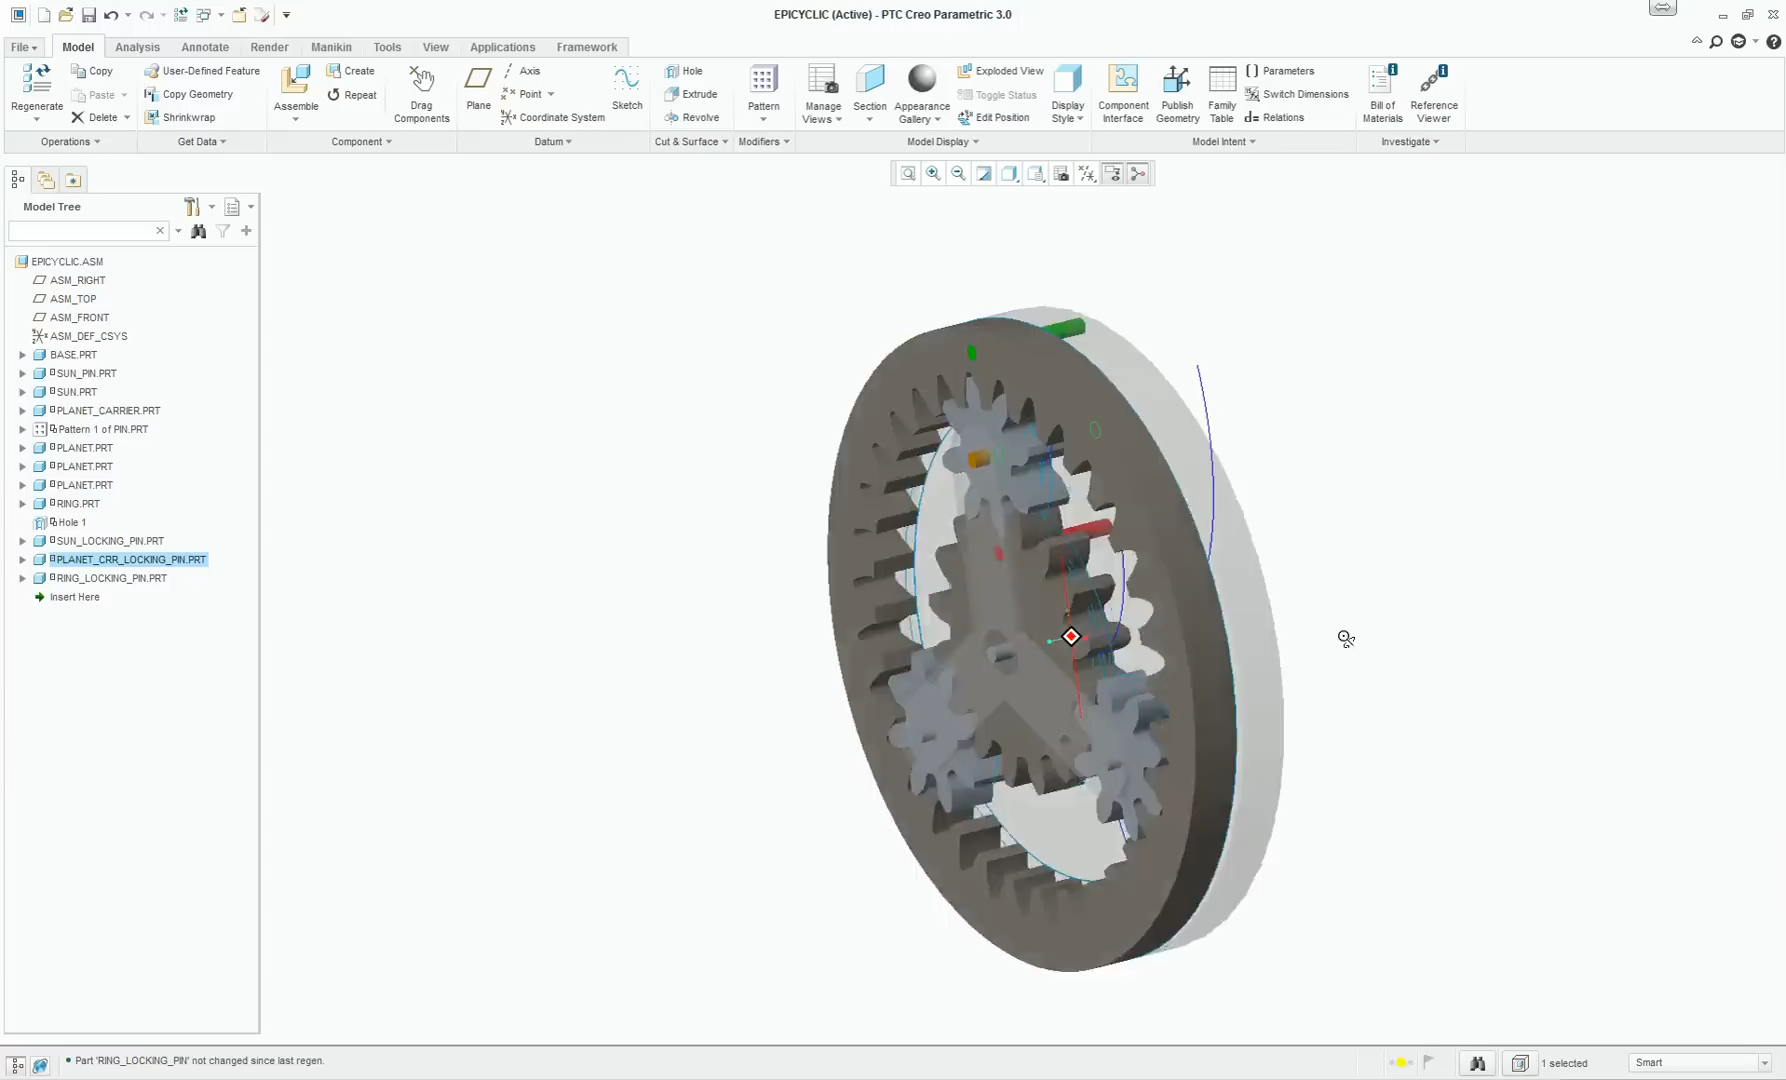 EPICYCLIC (Active) - PTC Creo Parametric 3.0
File Model Analysis Annotate Render Manikin Tools View Applications Framework
Regenerate
Copy
Paste
Delete
User-Defined Feature
Copy Geometry
Shrinkwrap
Assemble
Create
Repeat
Drag
Components
Plane
Axis
Point
Coordinate System
Sketch
Hole
Extrude
Revolve
Pattern
Manage
Views
Section
Appearance
Gallery
Exploded View
Toggle Status
Edit Position
Display
Style
Component
Interface
Publish
Geometry
Family
Table
Parameters
Switch Dimensions
d= Relations
Bill of
Materials
Reference
Viewer
Operations Get Data Component Datum Cut & Surface Modifiers Model Display Model Intent Investigate
Model Tree
EPICYCLIC.ASM
ASM_RIGHT
ASM_TOP
ASM_FRONT
ASM_DEF_CSYS
BASE.PRT
SUN_PIN.PRT
SUN.PRT
PLANET_CARRIER.PRT
Pattern 1 of PIN.PRT
PLANET.PRT
PLANET.PRT
PLANET.PRT
RING.PRT
Hole 1
SUN_LOCKING_PIN.PRT
PLANET_CRR_LOCKING_PIN.PRT
RING_LOCKING_PIN.PRT
Insert Here
• Part 'RING_LOCKING_PIN' not changed since last regen.
1 selected
Smart